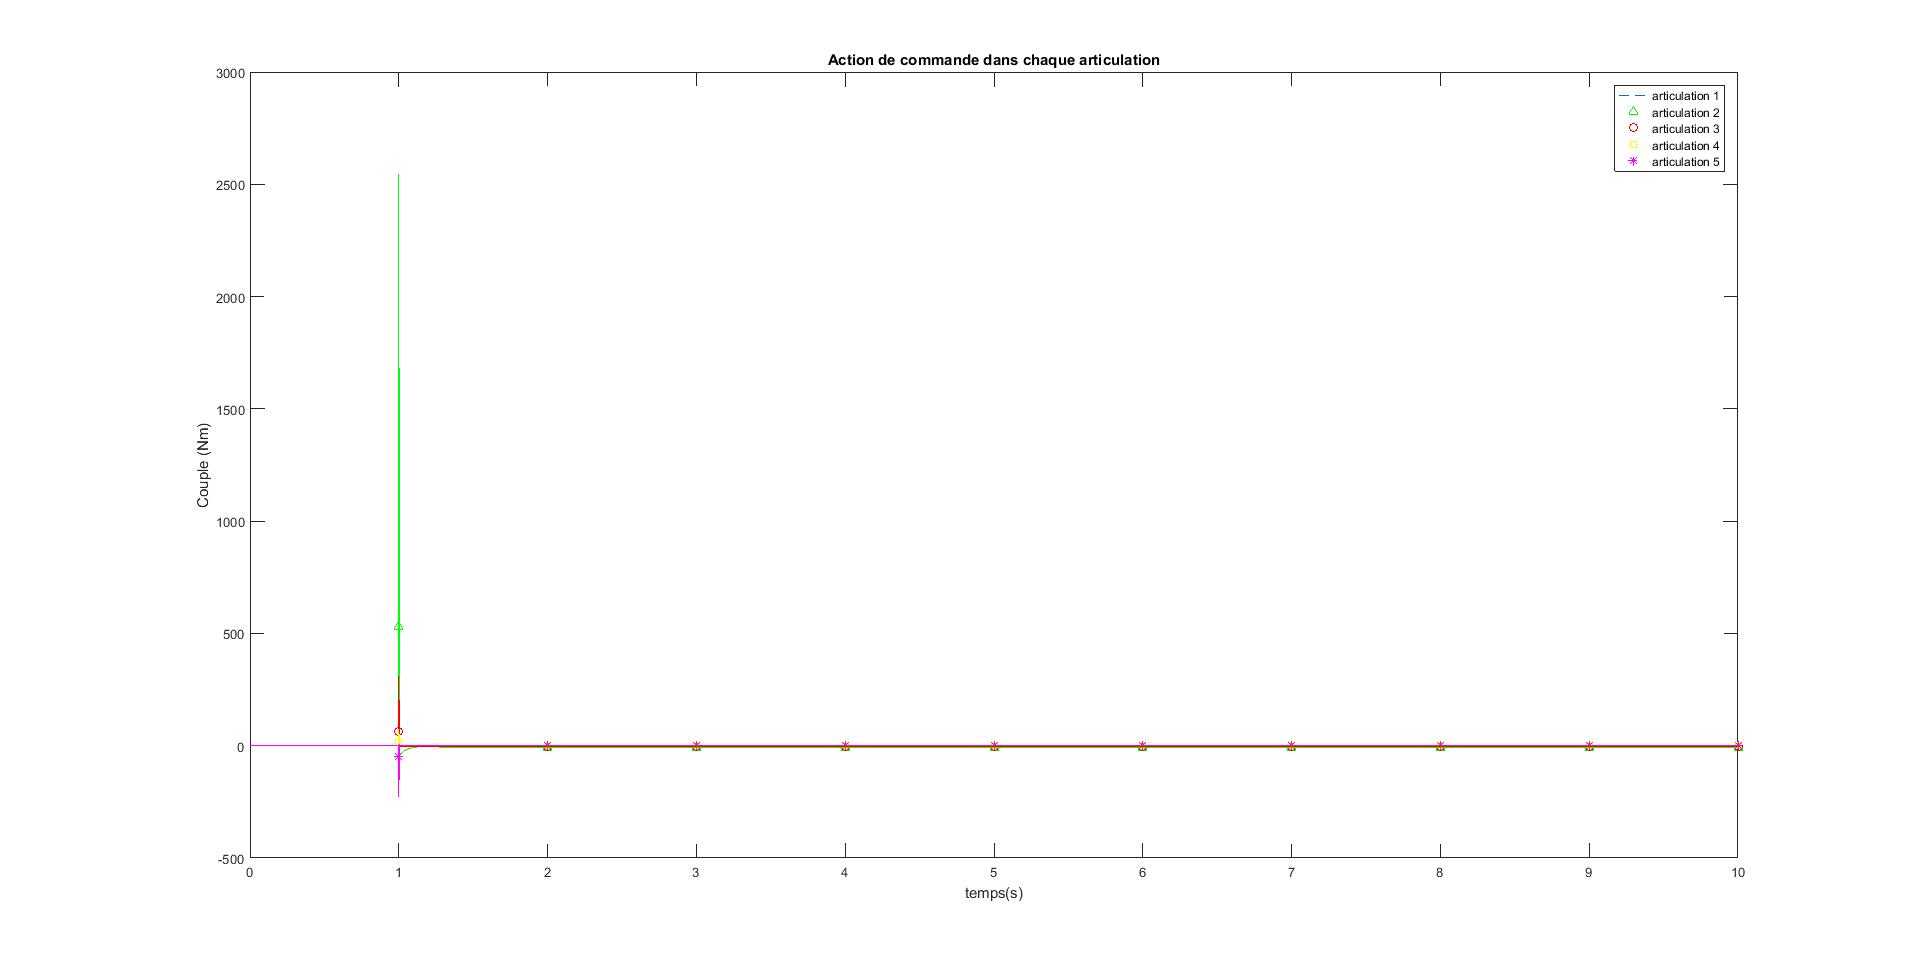 Action de commande dans chaque articulation
3000
2500
2000
1500
1000
500
0
-500
Couple (Nm)
articulation 1
articulation 2
articulation 3
articulation 4
articulation 5
0 1 2 3 4 5 6 7 8 9 10
temps(s)